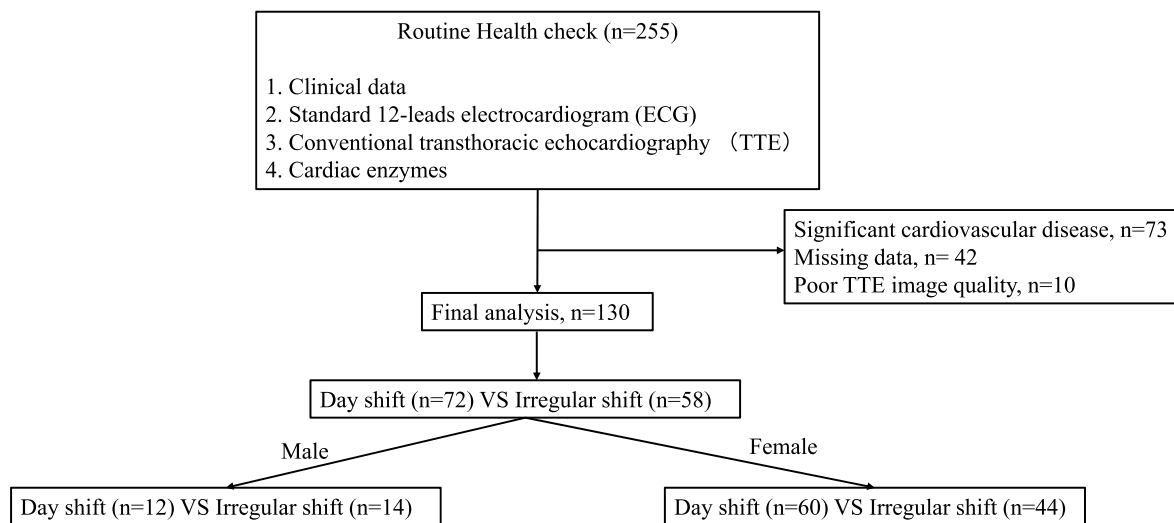 Routine Health check (n=255)
1. Clinical data
2. Standard 12-leads electrocardiogram (ECG)
3. Conventional transthoracic echocardiography （TTE）
4. Cardiac enzymes
Significant cardiovascular disease, n=73
Missing data, n= 42
Poor TTE image quality, n=10
Final analysis, n=130
Day shift (n=72) VS Irregular shift (n=58)
Male
Female
Day shift (n=12) VS Irregular shift (n=14)
Day shift (n=60) VS Irregular shift (n=44)